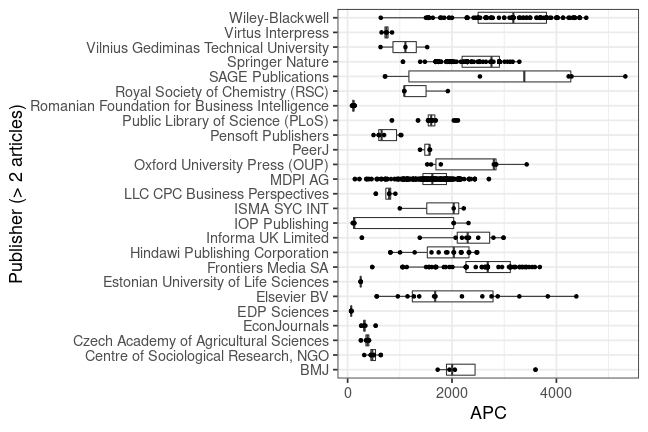 Publisher (> 2 articles)
Wiley-Blackwell
Virtus Interpress
Vilnius Gediminas Technical University
Springer Nature
SAGE Publications
Royal Society of Chemistry (RSC)
Romanian Foundation for Business Intelligence
Public Library of Science (PLoS)
Pensoft Publishers
PeerJ
Oxford University Press (OUP)
MDPI AG
LLC CPC Business Perspectives
ISMA SYC INT
IOP Publishing
Informa UK Limited
Hindawi Publishing Corporation
Frontiers Media SA
Estonian University of Life Sciences
Elsevier BV
EDP Sciences
EconJournals
Czech Academy of Agricultural Sciences
Centre of Sociological Research, NGO
BMJ
0 2000 4000
APC